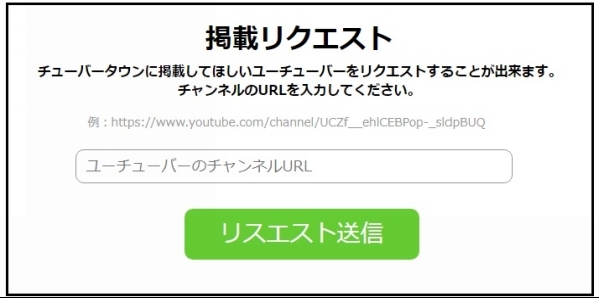 掲載リクエスト
チューバータウンに掲載してほしいユーチューバーをリクエストすることが出来ます。
チャンネルのURLを入力してください。
例：https://www.youtube.com/channel/UCZf__ehlCEBPop-_sldpBUQ
ユーチューバーのチャンネルURL
リスエスト送信